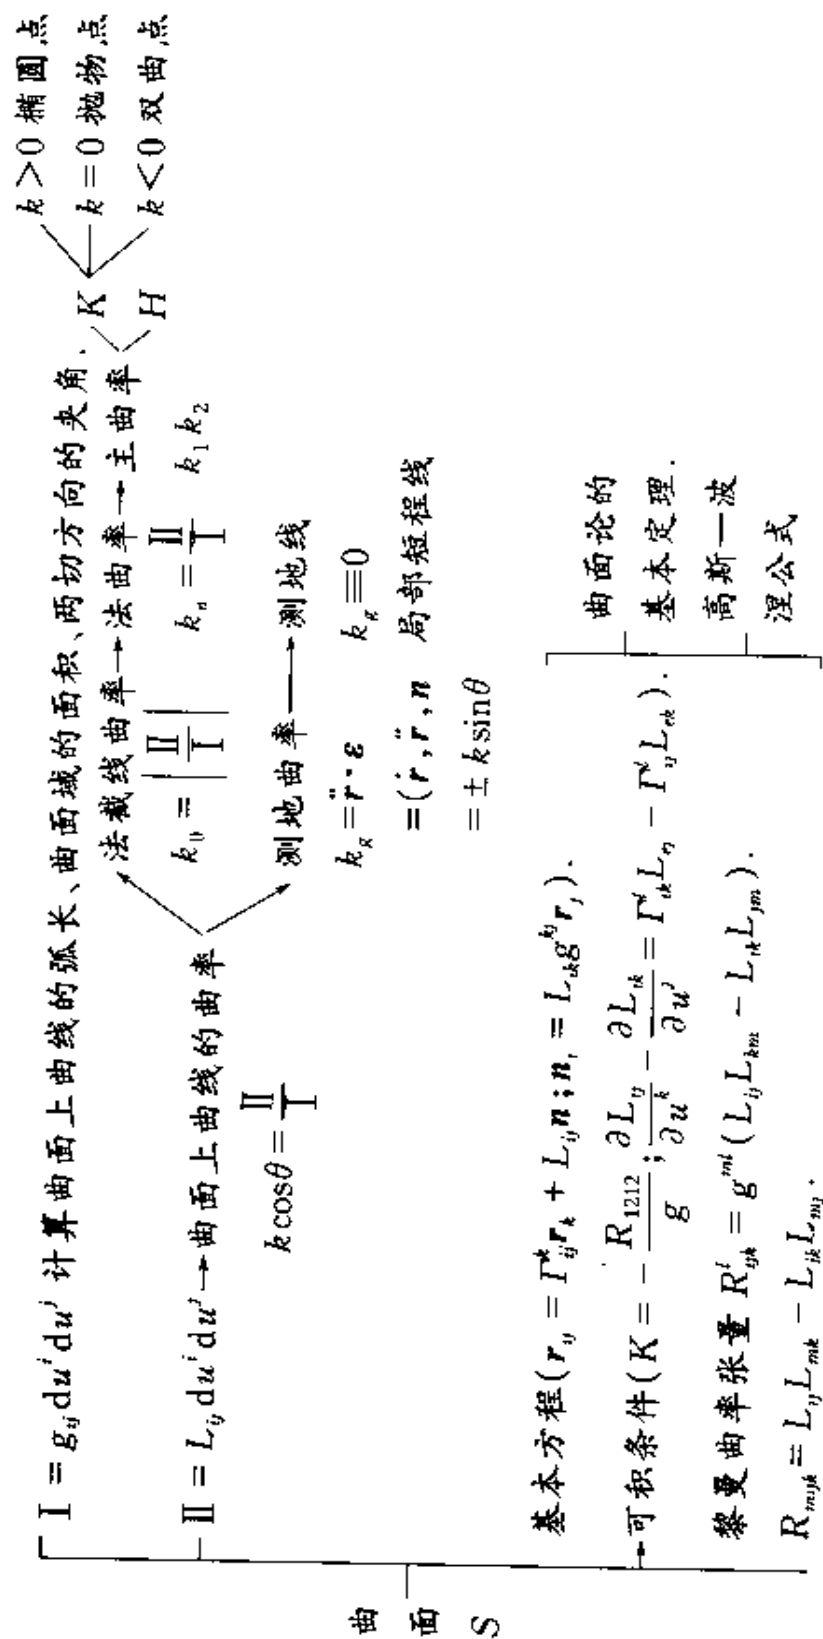 曲面 S
Ⅰ = g_{ij}du^i du^j 计算曲面上曲线的弧长、曲面域的面积、两切方向的夹角.
Ⅱ = L_{ij}du^i du^j → 曲面上曲线的曲率
k cosθ = Ⅱ/Ⅰ
法截线曲率 → 法曲率 → 主曲率
k_0 = |Ⅱ/Ⅰ| k_n = Ⅱ/Ⅰ k_1 k_2
K
H
k>0 椭圆点
k=0 抛物点
k<0 双曲点
测地曲率 → 测地线
k_g = r̈·ε k_g ≡ 0
=(ṙ, r̈, n 局部短程线
= ± k sinθ
基本方程(r_{ij} = Γ^k_{ij} r_k + L_{ij} n; n_i = L_{ik} g^{kj} r_j).
可积条件(K = -R_{1212}/g; ∂L_{ij}/∂u^k - ∂L_{ik}/∂u^j = Γ^l_{ik} L_{lj} - Γ^l_{ij} L_{lk}).
黎曼曲率张量 R^l_{ijk} = g^{ml}(L_{ij}L_{km} - L_{ik}L_{jm}).
R_{mijk} = L_{ij}L_{mk} - L_{ik}L_{mj}.
曲面论的
基本定理.
高斯—波
涅公式